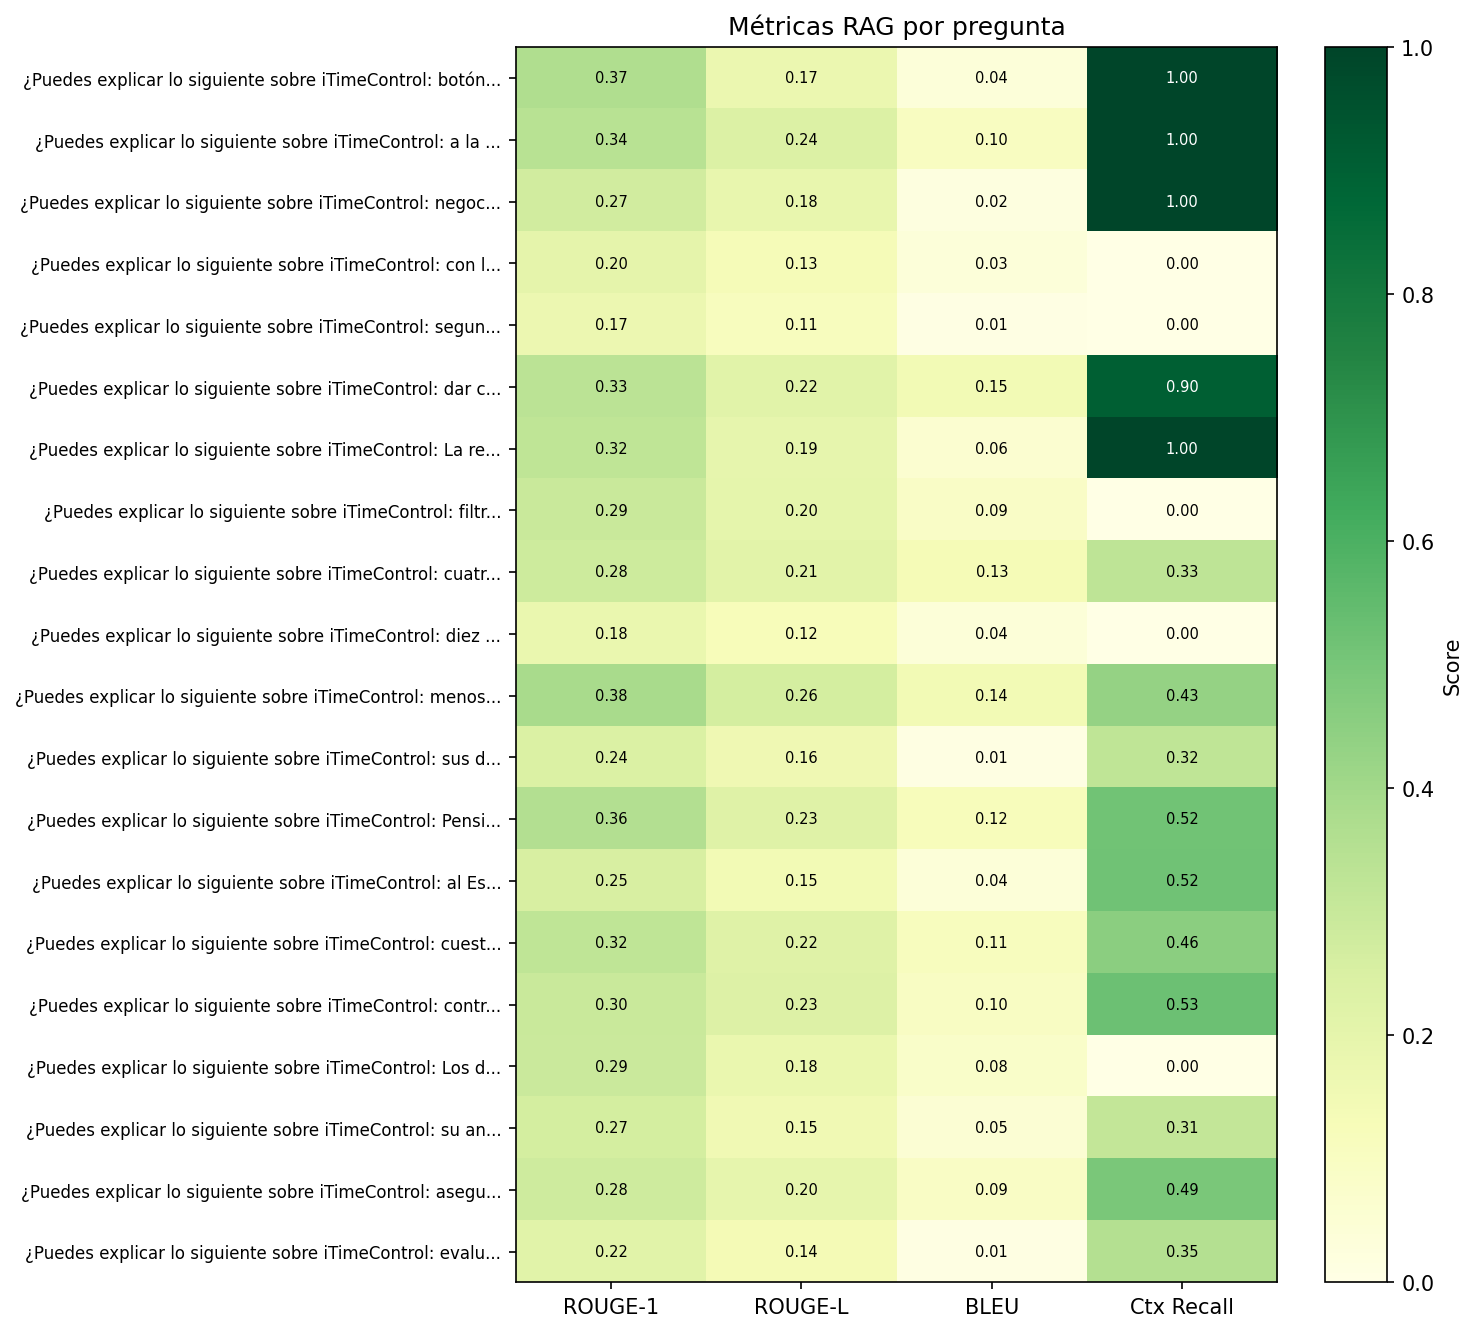 Métricas RAG por pregunta
¿Puedes explicar lo siguiente sobre iTimeControl: botón... 0.37 0.17 0.04 1.00
¿Puedes explicar lo siguiente sobre iTimeControl: a la ... 0.34 0.24 0.10 1.00
¿Puedes explicar lo siguiente sobre iTimeControl: negoc... 0.27 0.18 0.02 1.00
¿Puedes explicar lo siguiente sobre iTimeControl: con l... 0.20 0.13 0.03 0.00
¿Puedes explicar lo siguiente sobre iTimeControl: segun... 0.17 0.11 0.01 0.00
¿Puedes explicar lo siguiente sobre iTimeControl: dar c... 0.33 0.22 0.15 0.90
¿Puedes explicar lo siguiente sobre iTimeControl: La re... 0.32 0.19 0.06 1.00
¿Puedes explicar lo siguiente sobre iTimeControl: filtr... 0.29 0.20 0.09 0.00
¿Puedes explicar lo siguiente sobre iTimeControl: cuatr... 0.28 0.21 0.13 0.33
¿Puedes explicar lo siguiente sobre iTimeControl: diez ... 0.18 0.12 0.04 0.00
¿Puedes explicar lo siguiente sobre iTimeControl: menos... 0.38 0.26 0.14 0.43
¿Puedes explicar lo siguiente sobre iTimeControl: sus d... 0.24 0.16 0.01 0.32
¿Puedes explicar lo siguiente sobre iTimeControl: Pensi... 0.36 0.23 0.12 0.52
¿Puedes explicar lo siguiente sobre iTimeControl: al Es... 0.25 0.15 0.04 0.52
¿Puedes explicar lo siguiente sobre iTimeControl: cuest... 0.32 0.22 0.11 0.46
¿Puedes explicar lo siguiente sobre iTimeControl: contr... 0.30 0.23 0.10 0.53
¿Puedes explicar lo siguiente sobre iTimeControl: Los d... 0.29 0.18 0.08 0.00
¿Puedes explicar lo siguiente sobre iTimeControl: su an... 0.27 0.15 0.05 0.31
¿Puedes explicar lo siguiente sobre iTimeControl: asegu... 0.28 0.20 0.09 0.49
¿Puedes explicar lo siguiente sobre iTimeControl: evalu... 0.22 0.14 0.01 0.35
ROUGE-1 ROUGE-L BLEU Ctx Recall
1.0
0.8
0.6
0.4
0.2
0.0
Score